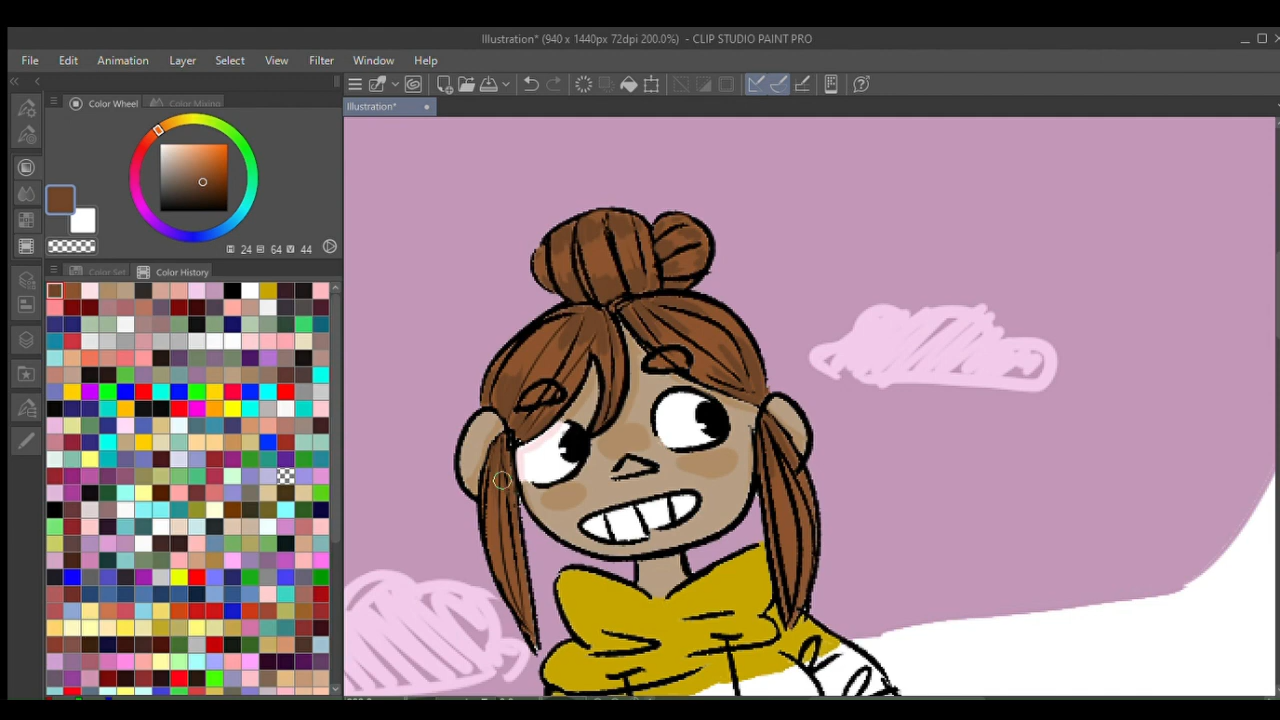 Illustration* (940 x 1440px 72dpi 200.0%) - CLIP STUDIO PAINT PRO
File Edit Animation Layer Select View Filter Window Help
Color Wheel Color Mixing
Illustration*
24 64 44
Color Set Color History